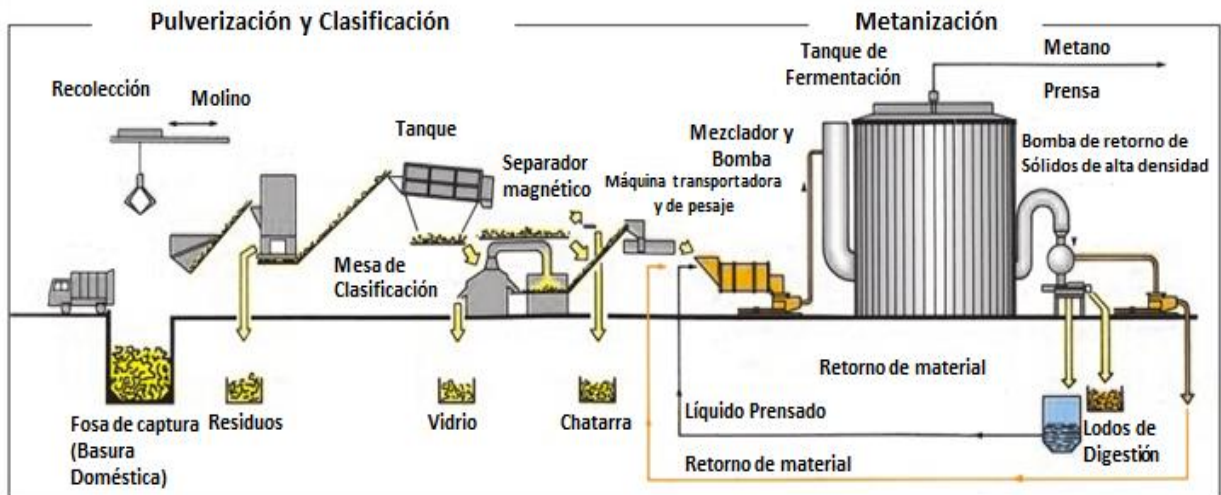 Pulverización y Clasificación
Metanización
Recolección
Molino
Tanque
Separador
magnético
Mesa de
Clasificación
Máquina transportadora
y de pesaje
Mezclador y
Bomba
Tanque de
Fermentación
Metano
Prensa
Bomba de retorno de
Sólidos de alta densidad
Fosa de captura
(Basura
Doméstica)
Residuos
Vidrio
Chatarra
Retorno de material
Líquido Prensado
Lodos de
Digestión
Retorno de material